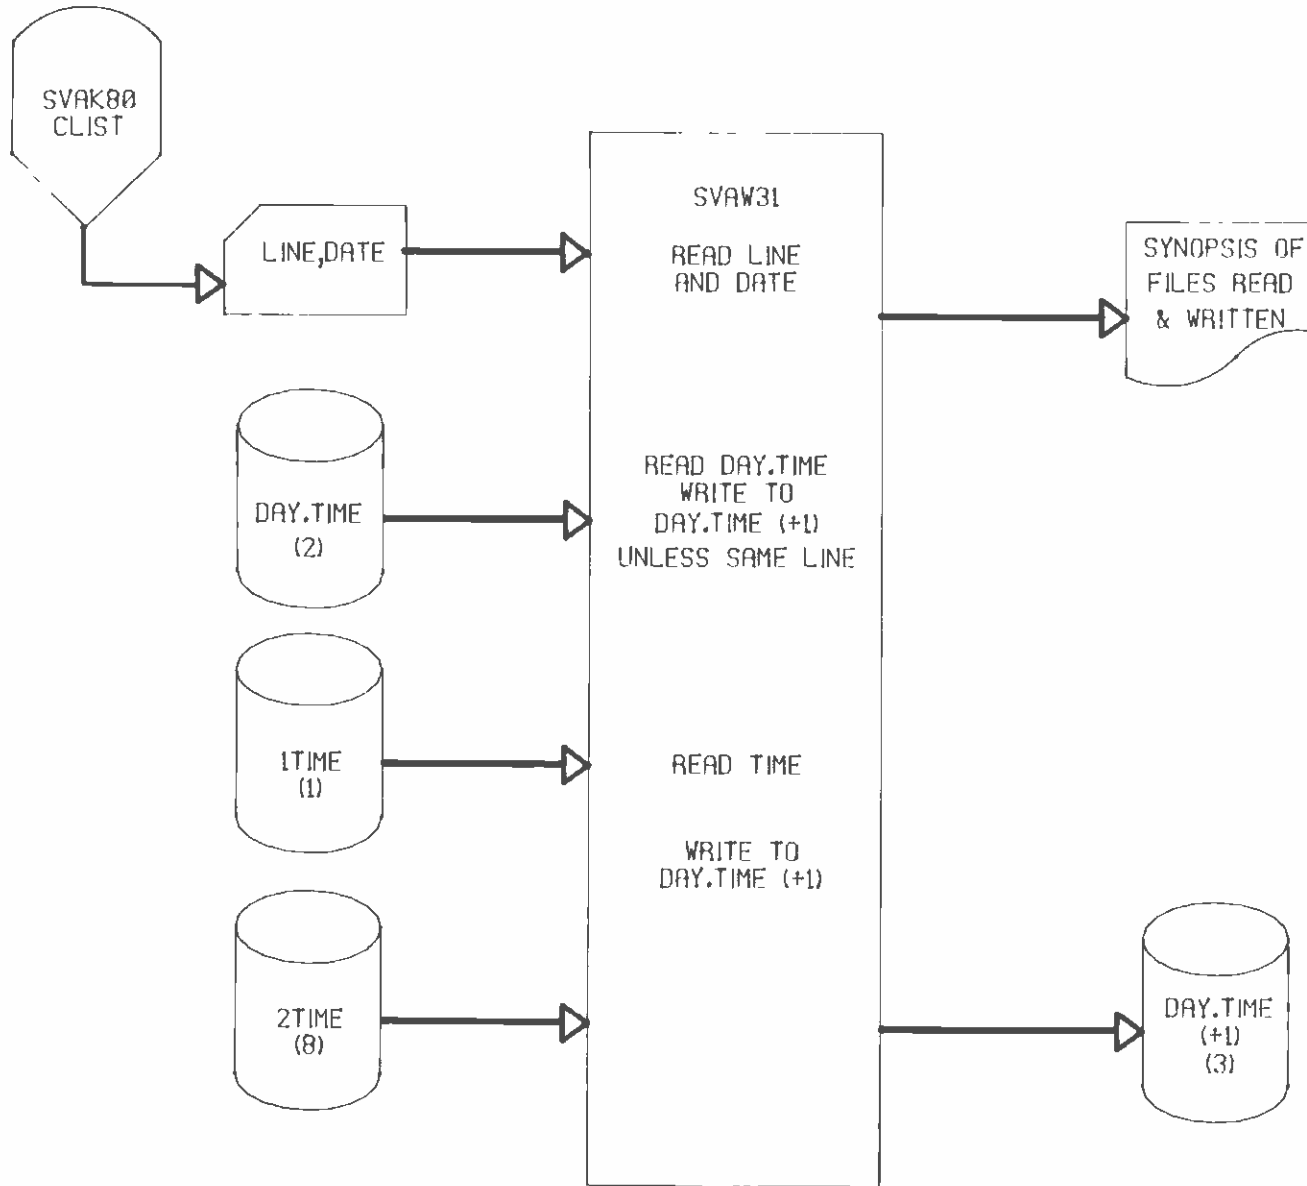 SVAK80
CLIST
LINE,DATE
SVAW31
READ LINE
AND DATE
SYNOPSIS OF
FILES READ
& WRITTEN
DAY.TIME
(2)
READ DAY.TIME
WRITE TO
DAY.TIME (+1)
UNLESS SAME LINE
1TIME
(1)
READ TIME
WRITE TO
DAY.TIME (+1)
2TIME
(8)
DAY.TIME
(+1)
(3)